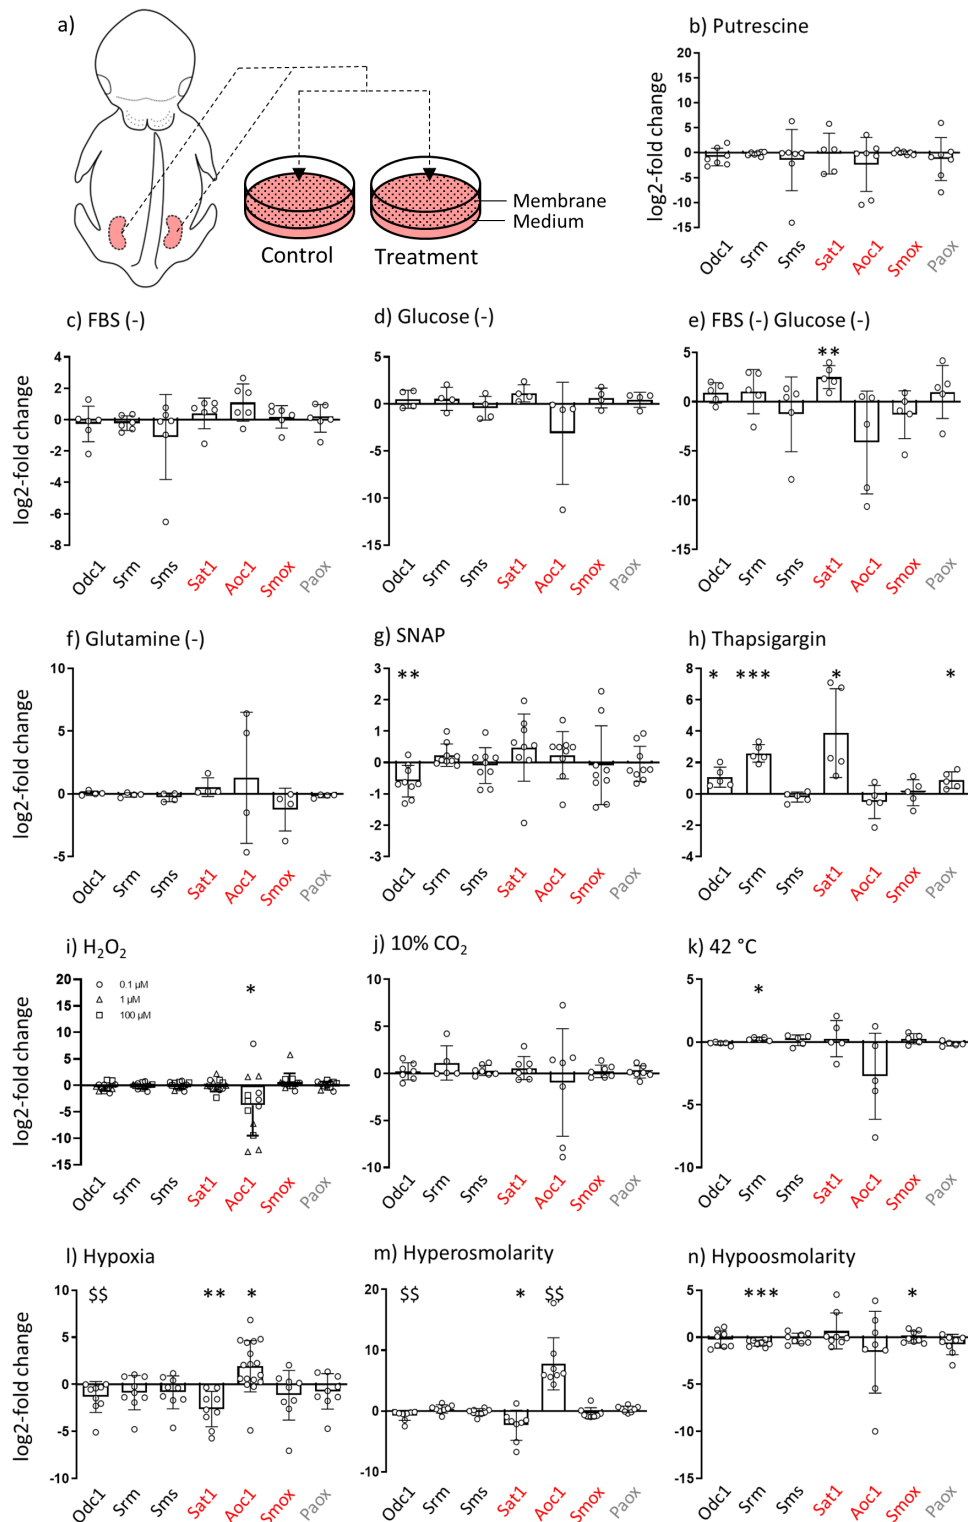 a)
Control
Treatment
Membrane
Medium
b) Putrescine
log2-fold change
20
15
10
5
0
-5
-10
-15
Odc1 Srm Sms Sat1 Aoc1 Smox Paox
c) FBS (-)
log2-fold change
4
2
0
-2
-4
-6
-8
Odc1 Srm Sms Sat1 Aoc1 Smox Paox
d) Glucose (-)
5
0
-5
-10
-15
Odc1 Srm Sms Sat1 Aoc1 Smox Paox
e) FBS (-) Glucose (-)
**
5
0
-5
-10
-15
Odc1 Srm Sms Sat1 Aoc1 Smox Paox
f) Glutamine (-)
log2-fold change
10
5
0
-5
Odc1 Srm Sms Sat1 Aoc1 Smox Paox
g) SNAP
**
3
2
1
0
-1
-2
-3
Odc1 Srm Sms Sat1 Aoc1 Smox Paox
h) Thapsigargin
* *** * *
8
6
4
2
0
-2
-4
Odc1 Srm Sms Sat1 Aoc1 Smox Paox
i) H2O2
log2-fold change
0.1 µM
1 µM
100 µM
*
20
15
10
5
0
-5
-10
-15
Odc1 Srm Sms Sat1 Aoc1 Smox Paox
j) 10% CO2
10
5
0
-5
-10
Odc1 Srm Sms Sat1 Aoc1 Smox Paox
k) 42 °C
*
5
0
-5
-10
Odc1 Srm Sms Sat1 Aoc1 Smox Paox
l) Hypoxia
log2-fold change
$$ ** *
10
5
0
-5
-10
Odc1 Srm Sms Sat1 Aoc1 Smox Paox
m) Hyperosmolarity
$$ * $$
20
10
0
-10
Odc1 Srm Sms Sat1 Aoc1 Smox Paox
n) Hypoosmolarity
*** *
5
0
-5
-10
-15
Odc1 Srm Sms Sat1 Aoc1 Smox Paox